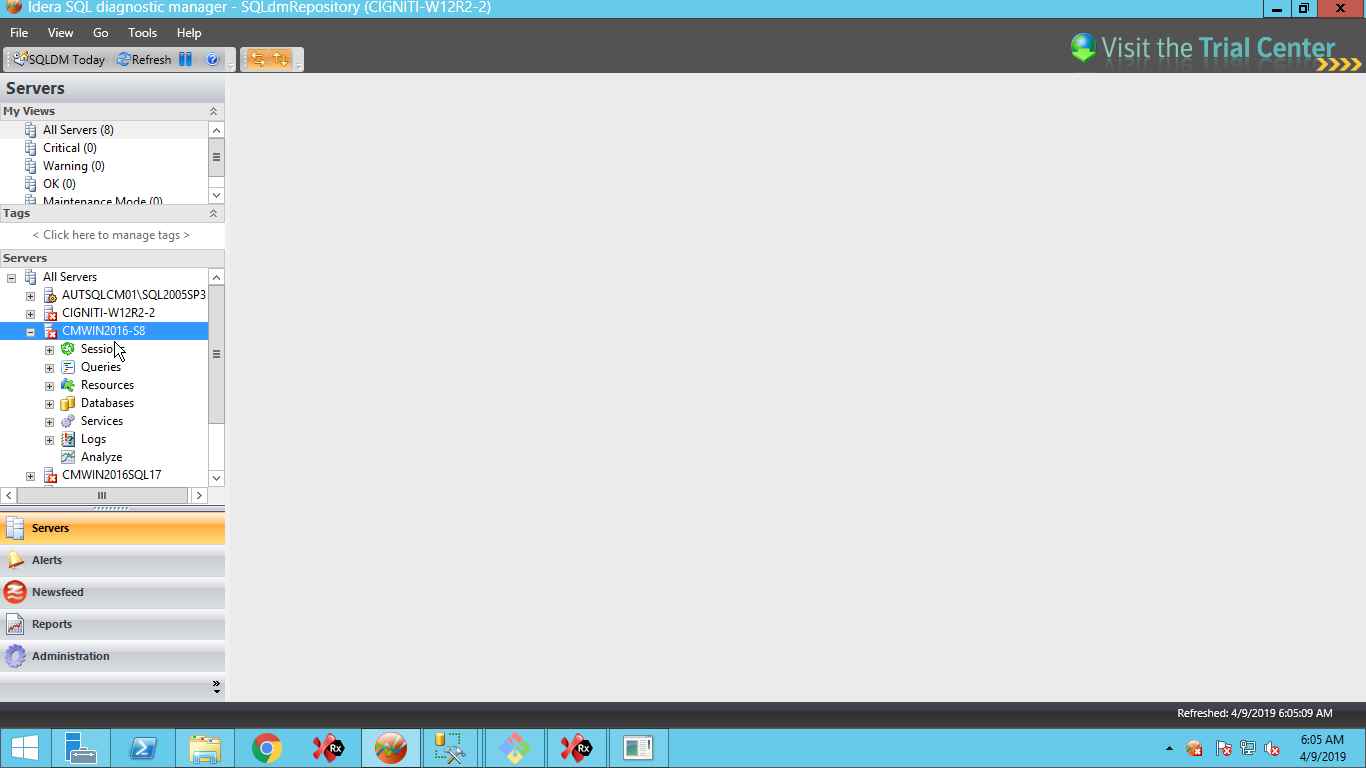 Idera SQL diagnostic manager - SQLdmRepository (CIGNITI-W12R2-2)
File View Go Tools Help
SQLDM Today Refresh
Visit the Trial Center
Servers
My Views
All Servers (8)
Critical (0)
Warning (0)
OK (0)
Maintenance Mode (0)
Tags
< Click here to manage tags >
Servers
All Servers
AUTSQLCM01\SQL2005SP3
CIGNITI-W12R2-2
CMWIN2016-S8
Sessions
Queries
Resources
Databases
Services
Logs
Analyze
CMWIN2016SQL17
Servers
Alerts
Newsfeed
Reports
Administration
Refreshed: 4/9/2019 6:05:09 AM
Rx
Rx
6:05 AM
4/9/2019